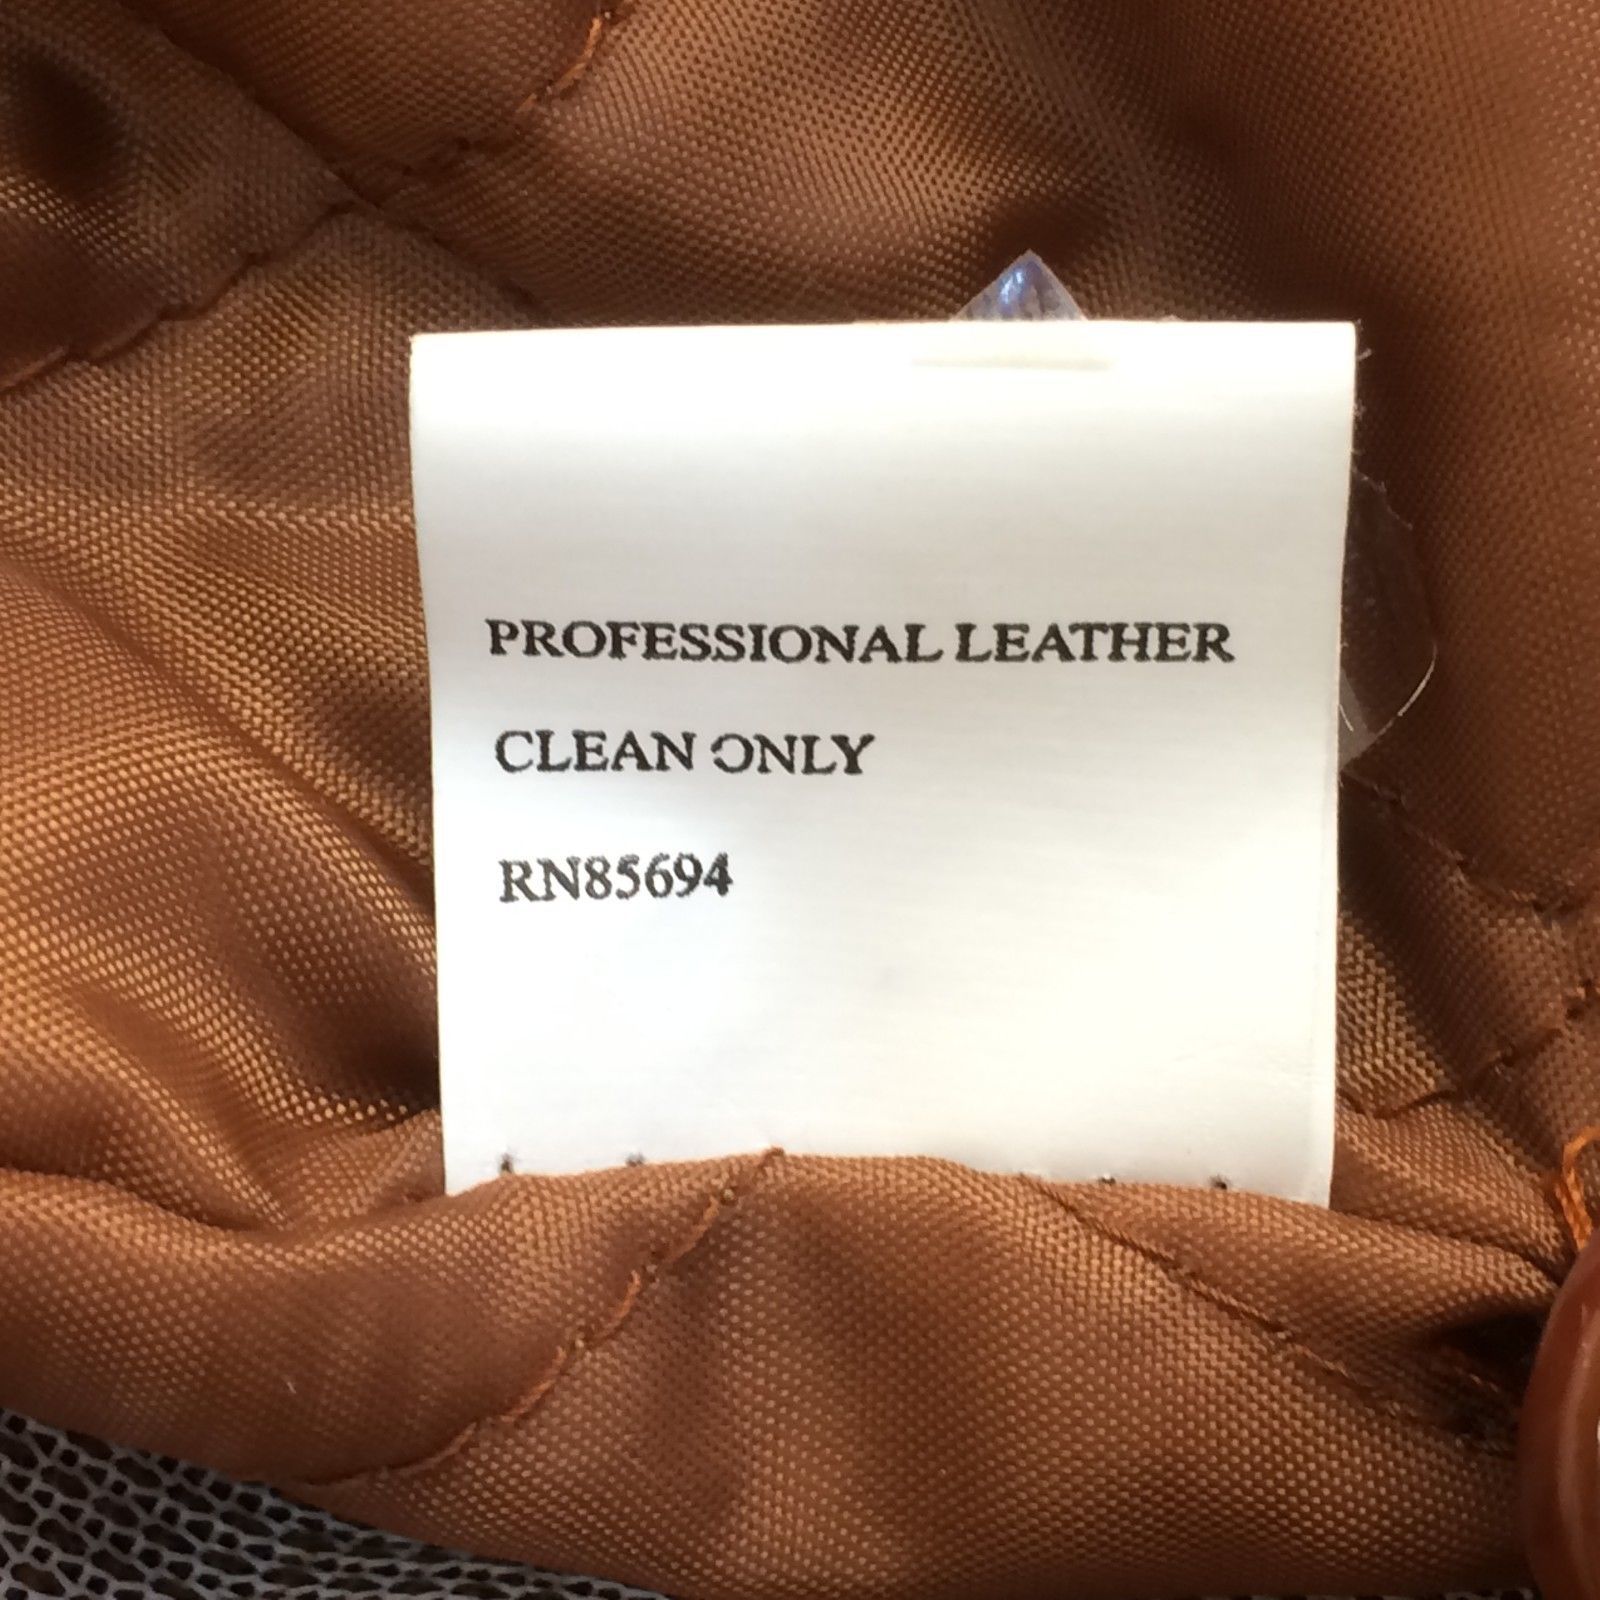 PROFESSIONAL LEATHER
CLEAN ONLY
RN85694